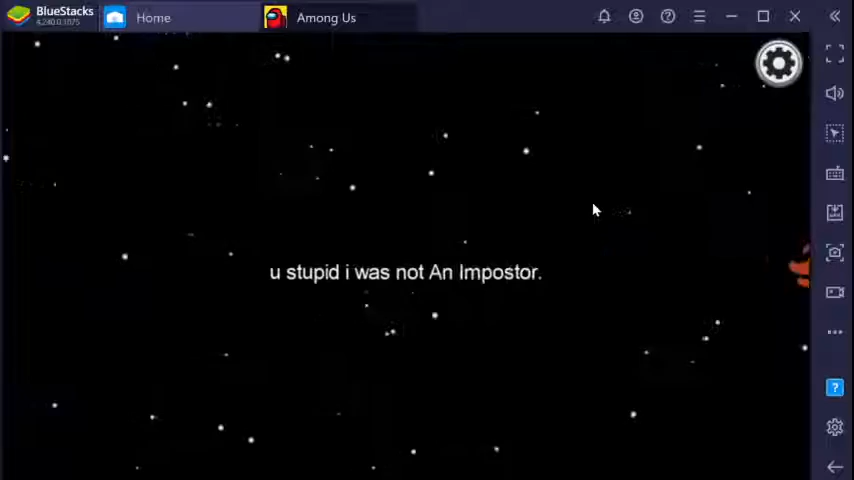 BlueStacks
4.240.0.1075
Home
Among Us
u stupid i was not An Impostor.
?